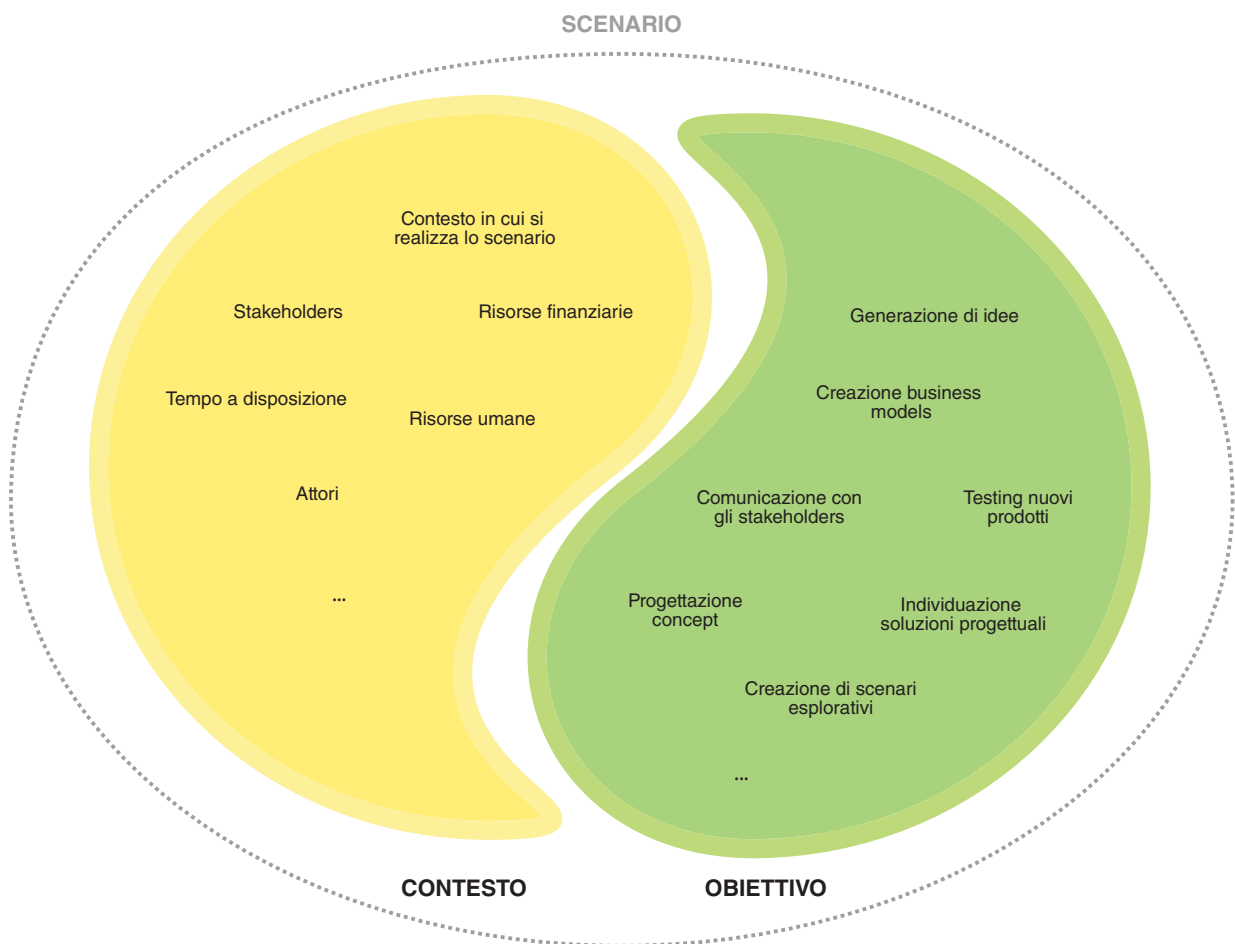 SCENARIO
Contesto in cui si
realizza lo scenario
Stakeholders
Risorse finanziarie
Tempo a disposizione
Risorse umane
Attori
...
Generazione di idee
Creazione business
models
Comunicazione con
gli stakeholders
Testing nuovi
prodotti
Progettazione
concept
Individuazione
soluzioni progettuali
Creazione di scenari
esplorativi
...
CONTESTO
OBIETTIVO